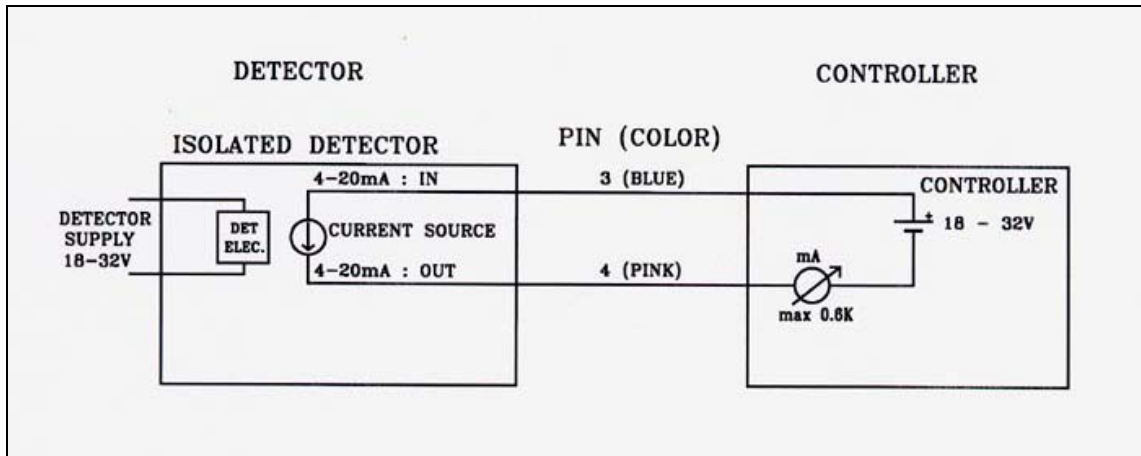 DETECTOR
CONTROLLER
ISOLATED DETECTOR
PIN (COLOR)
4-20mA : IN
3 (BLUE)
CONTROLLER
DETECTOR
SUPPLY
18-32V
DET
ELEC.
CURRENT SOURCE
+
18 - 32V
4-20mA : OUT
4 (PINK)
mA
max 0.6K